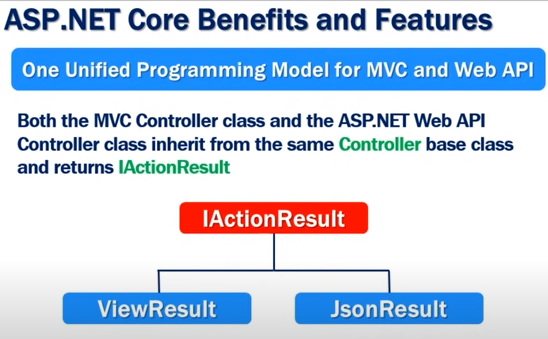 ASP.NET Core Benefits and Features
One Unified Programming Model for MVC and Web API
Both the MVC Controller class and the ASP.NET Web API
Controller class inherit from the same Controller base class
and returns IActionResult
IActionResult
ViewResult
JsonResult